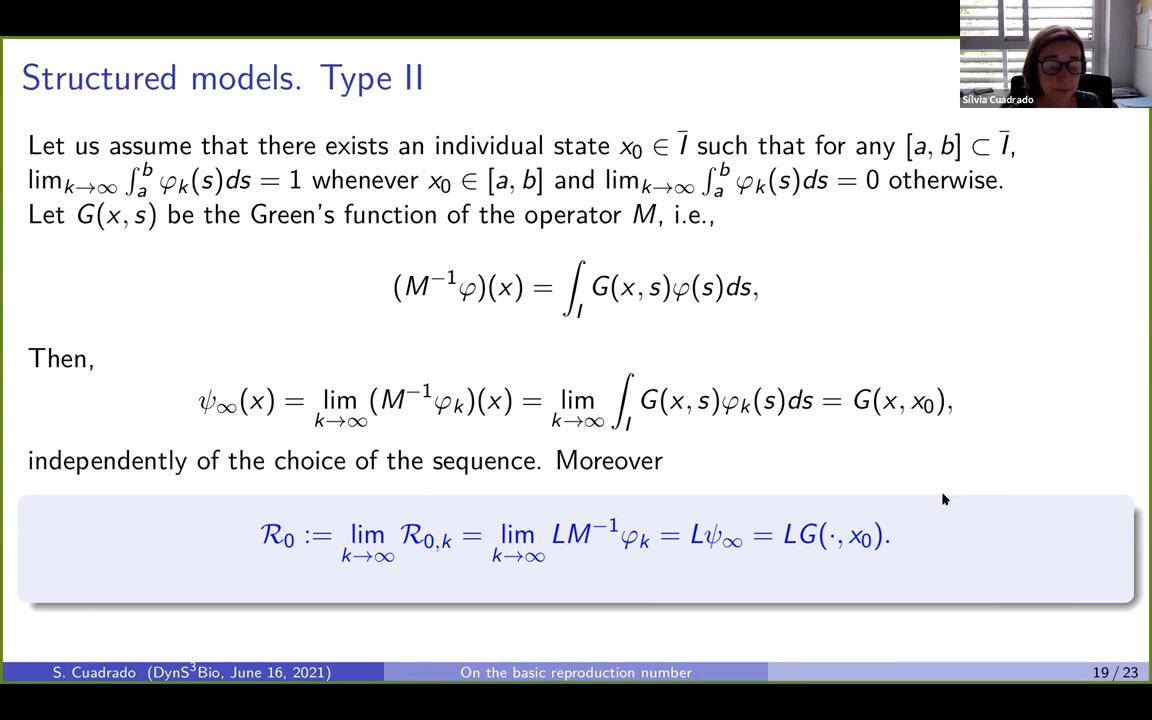 Structured models. Type II
Sílvia Cuadrado
Let us assume that there exists an individual state x₀ ∈ Ī such that for any [a, b] ⊂ Ī,
lim_{k→∞} ∫_a^b φ_k(s)ds = 1 whenever x₀ ∈ [a, b] and lim_{k→∞} ∫_a^b φ_k(s)ds = 0 otherwise.
Let G(x, s) be the Green's function of the operator M, i.e.,
(M⁻¹φ)(x) = ∫_I G(x, s)φ(s)ds,
Then,
ψ_∞(x) = lim_{k→∞} (M⁻¹φ_k)(x) = lim_{k→∞} ∫_I G(x, s)φ_k(s)ds = G(x, x₀),
independently of the choice of the sequence. Moreover
R₀ := lim_{k→∞} R_{0,k} = lim_{k→∞} LM⁻¹φ_k = Lψ_∞ = LG(·, x₀).
S. Cuadrado (DynS³Bio, June 16, 2021) On the basic reproduction number 19 / 23